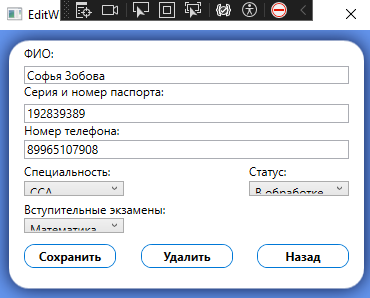 EditW
ФИО:
Софья Зобова
Серия и номер паспорта:
192839389
Номер телефона:
89965107908
Специальность: Статус:
ССА В обработке
Вступительные экзамены:
Математика
Сохранить Удалить Назад